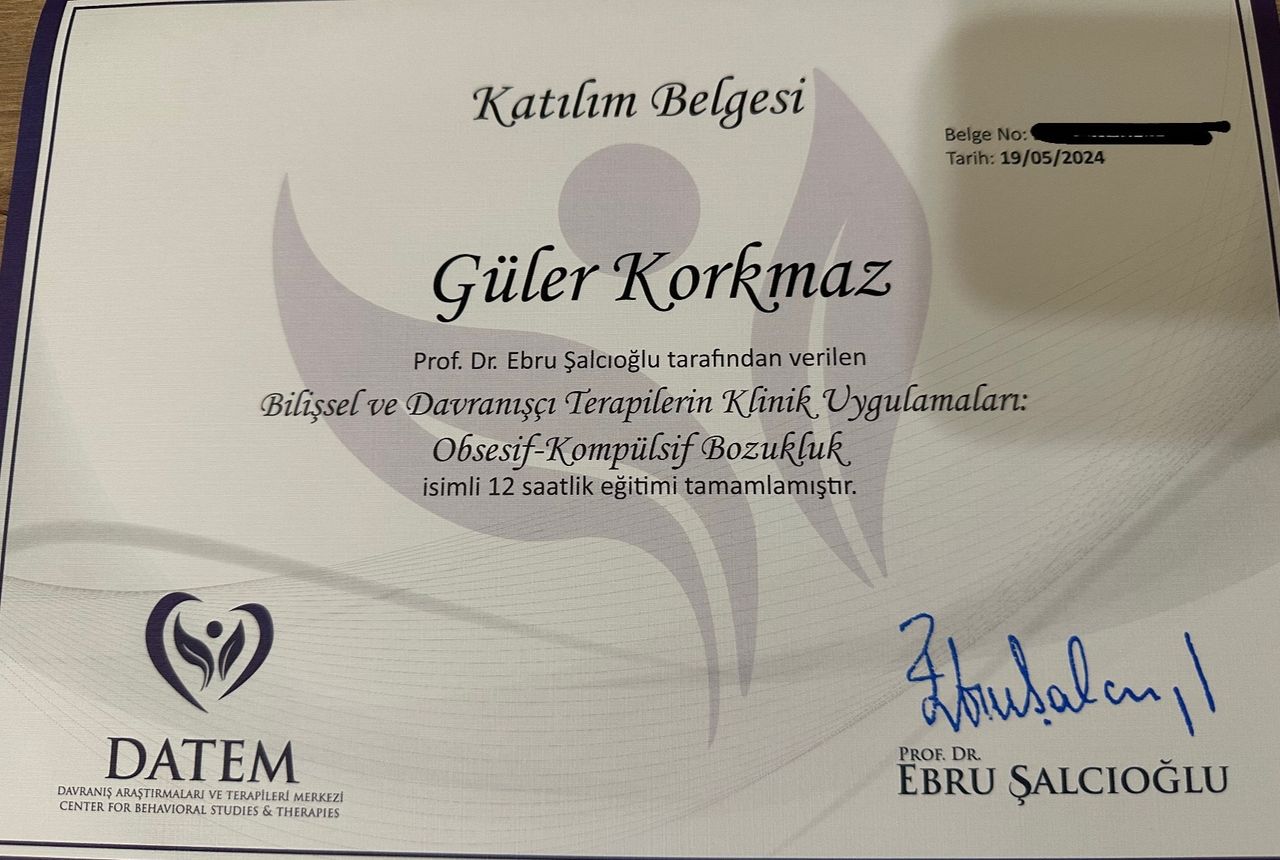 Katılım Belgesi
Belge No:
Tarih: 19/05/2024
Güler Korkmaz
Prof. Dr. Ebru Şalcıoğlu tarafından verilen
Bilişsel ve Davranışçı Terapilerin Klinik Uygulamaları:
Obsesif-Kompülsif Bozukluk
isimli 12 saatlik eğitimi tamamlamıştır.
DATEM
DAVRANIŞ ARAŞTIRMALARI VE TERAPİLERİ MERKEZİ
CENTER FOR BEHAVIORAL STUDIES & THERAPIES
PROF. DR.
EBRU ŞALCIOĞLU